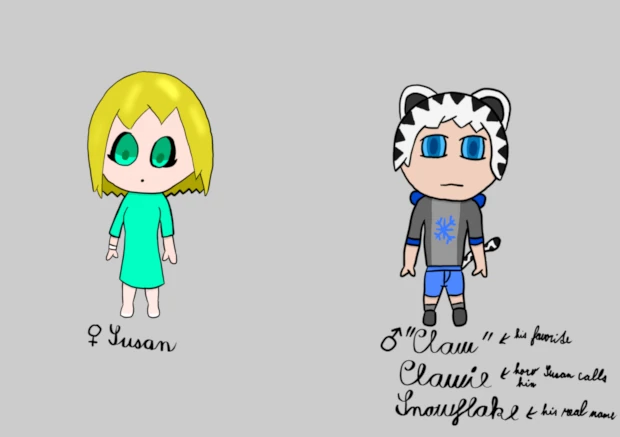 ♀ Susan
♂ "Claw" ← his favorite
Clawie ← how Susan calls him
Snowflake ← his real name